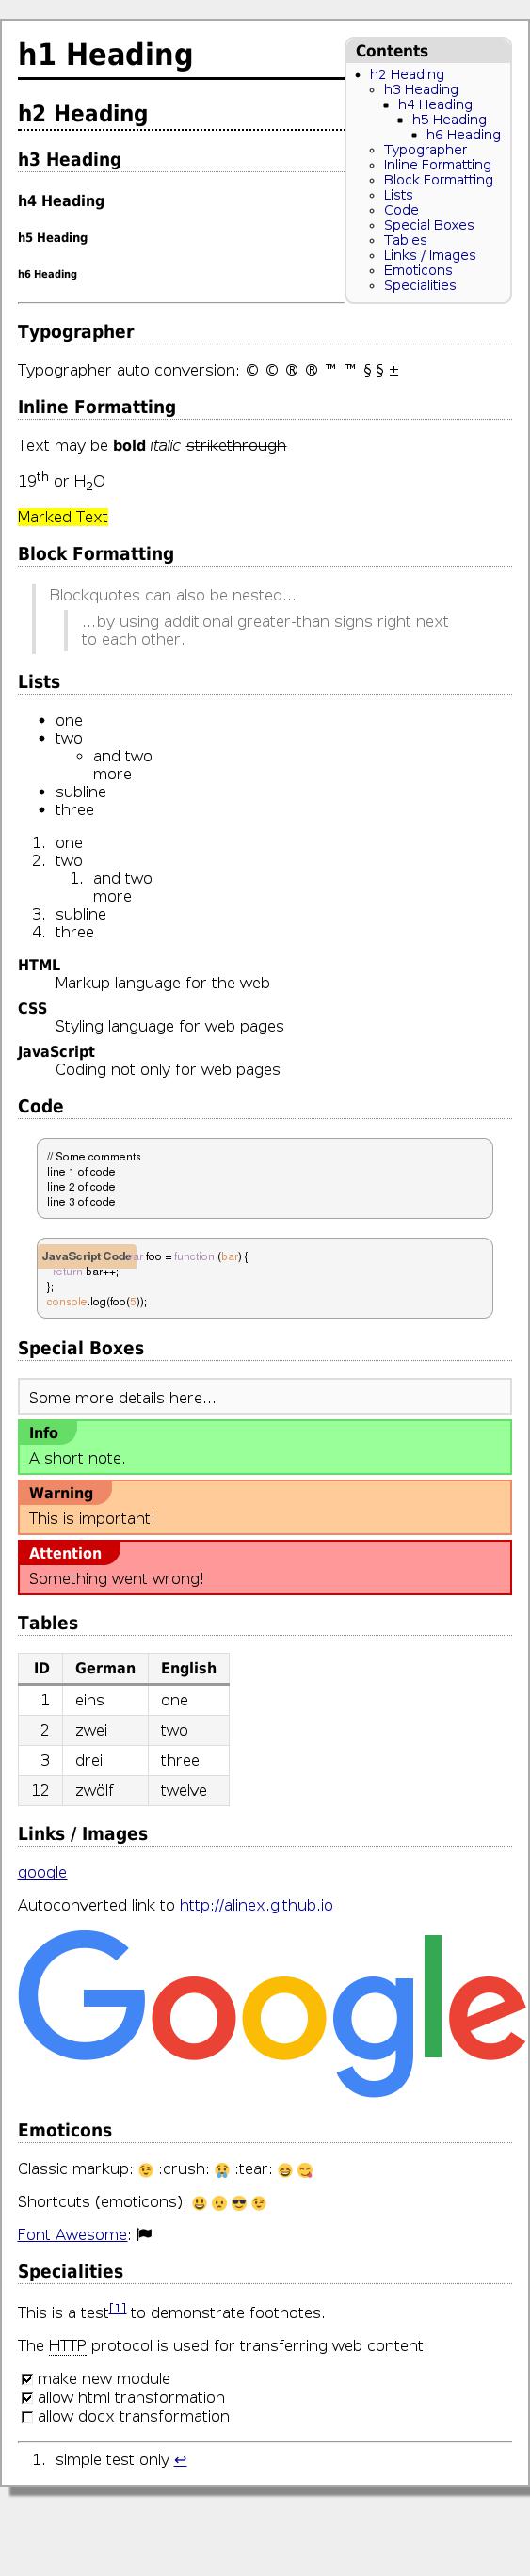 h1 Heading
Contents
• h2 Heading
◦ h3 Heading
▪ h4 Heading
▪ h5 Heading
▪ h6 Heading
◦ Typographer
◦ Inline Formatting
◦ Block Formatting
◦ Lists
◦ Code
◦ Special Boxes
◦ Tables
◦ Links / Images
◦ Emoticons
◦ Specialities
h2 Heading
h3 Heading
h4 Heading
h5 Heading
h6 Heading
Typographer
Typographer auto conversion: © © ® ® ™ ™ § § ±
Inline Formatting
Text may be bold italic strikethrough
19th or H2O
Marked Text
Block Formatting
Blockquotes can also be nested...
...by using additional greater-than signs right next
to each other.
Lists
• one
• two
◦ and two
more
• subline
• three
1. one
2. two
1. and two
more
3. subline
4. three
HTML
Markup language for the web
CSS
Styling language for web pages
JavaScript
Coding not only for web pages
Code
// Some comments
line 1 of code
line 2 of code
line 3 of code
JavaScript Code
foo = function (bar) {
return bar++;
};
console.log(foo(5));
Special Boxes
Some more details here...
Info
A short note.
Warning
This is important!
Attention
Something went wrong!
Tables
ID German English
1 eins one
2 zwei two
3 drei three
12 zwölf twelve
Links / Images
google
Autoconverted link to http://alinex.github.io
Google
Emoticons
Classic markup: 😉 :crush: 😢 :tear: 😆 😋
Shortcuts (emoticons): 😃 😦 😎 😉
Font Awesome:
Specialities
This is a test[1] to demonstrate footnotes.
The HTTP protocol is used for transferring web content.
☑ make new module
☑ allow html transformation
☐ allow docx transformation
1. simple test only ↩